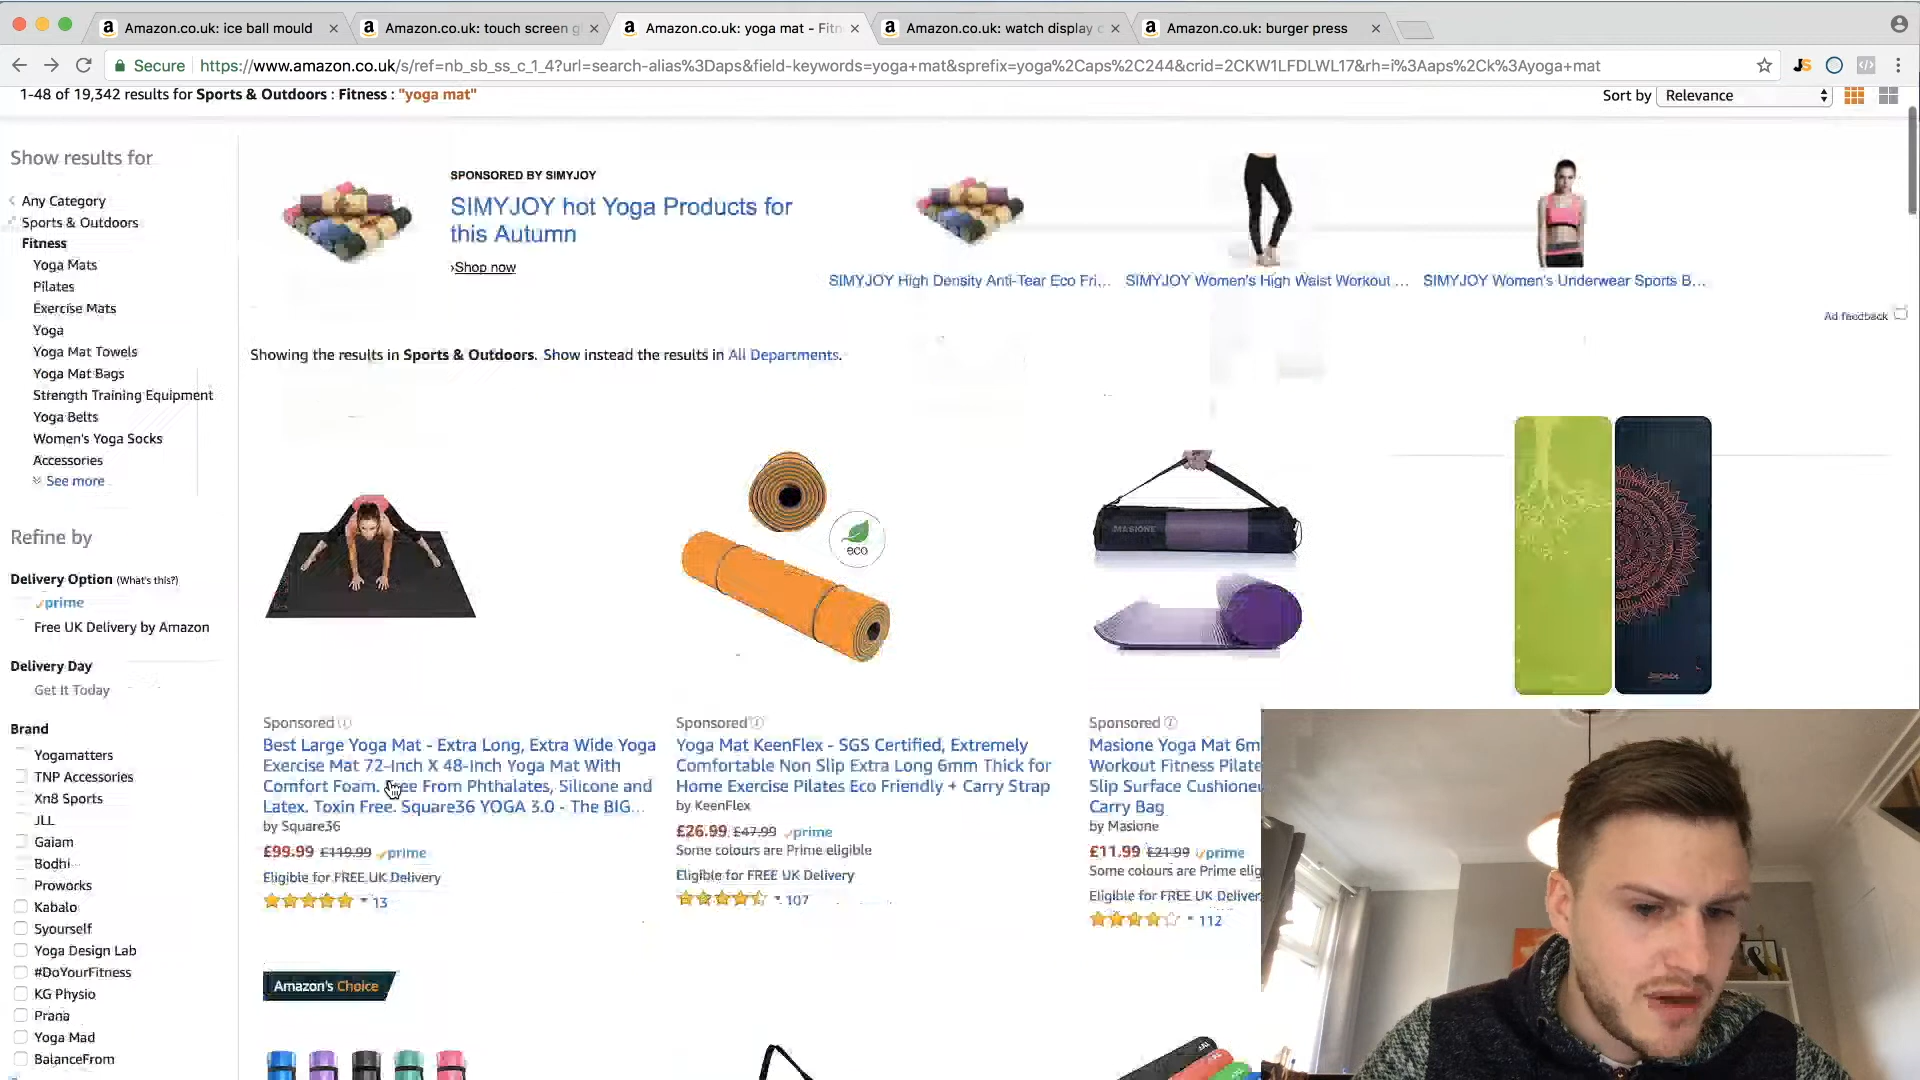 Amazon.co.uk: ice ball mould
Amazon.co.uk: touch screen g
Amazon.co.uk: yoga mat - Fitn
Amazon.co.uk: watch display c
Amazon.co.uk: burger press
Secure https://www.amazon.co.uk/s/ref=nb_sb_ss_c_1_4?url=search-alias%3Daps&field-keywords=yoga+mat&sprefix=yoga%2Caps%2C244&crid=2CKW1LFDLWL17&rh=i%3Aaps%2Ck%3Ayoga+mat
1-48 of 19,342 results for Sports & Outdoors : Fitness : "yoga mat"
Sort by Relevance
Show results for
Any Category
Sports & Outdoors
Fitness
Yoga Mats
Pilates
Exercise Mats
Yoga
Yoga Mat Towels
Yoga Mat Bags
Strength Training Equipment
Yoga Belts
Women's Yoga Socks
Accessories
See more
Refine by
Delivery Option (What's this?)
prime
Free UK Delivery by Amazon
Delivery Day
Get It Today
Brand
Yogamatters
TNP Accessories
Xn8 Sports
JLL
Gaiam
Bodhi
Proworks
Kabalo
Syourself
Yoga Design Lab
#DoYourFitness
KG Physio
Prana
Yoga Mad
BalanceFrom
SPONSORED BY SIMYJOY
SIMYJOY hot Yoga Products for
this Autumn
›Shop now
SIMYJOY High Density Anti-Tear Eco Fri...
SIMYJOY Women's High Waist Workout ...
SIMYJOY Women's Underwear Sports B...
Ad feedback
Showing the results in Sports & Outdoors. Show instead the results in All Departments.
eco
MASIONE
Sponsored
Best Large Yoga Mat - Extra Long, Extra Wide Yoga
Exercise Mat 72-Inch X 48-Inch Yoga Mat With
Comfort Foam. Free From Phthalates, Silicone and
Latex. Toxin Free. Square36 YOGA 3.0 - The BIG...
by Square36
£99.99 £119.99 prime
Eligible for FREE UK Delivery
13
Sponsored
Yoga Mat KeenFlex - SGS Certified, Extremely
Comfortable Non Slip Extra Long 6mm Thick for
Home Exercise Pilates Eco Friendly + Carry Strap
by KeenFlex
£26.99 £47.99 prime
Some colours are Prime eligible
Eligible for FREE UK Delivery
107
Sponsored
Masione Yoga Mat 6m
Workout Fitness Pilate
Slip Surface Cushione
Carry Bag
by Masione
£11.99 £21.99 prime
Some colours are Prime elig
Eligible for FREE UK Deliver
112
Amazon's Choice